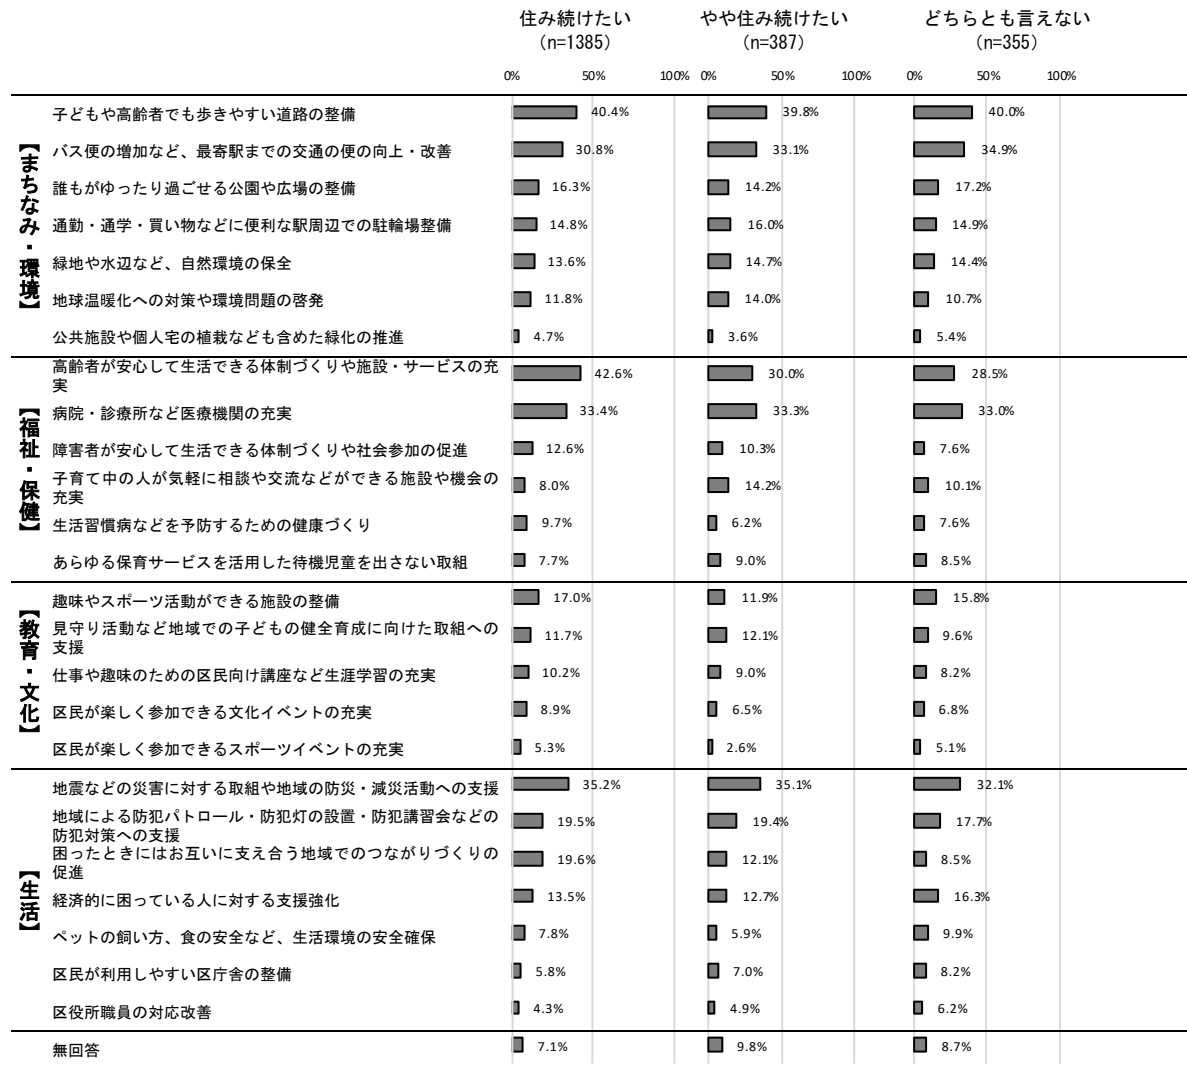 住み続けたい やや住み続けたい どちらとも言えない
（n=1385） （n=387） （n=355）
0% 50% 100% 0% 50% 100% 0% 50% 100%
【まちなみ・環境】
子どもや高齢者でも歩きやすい道路の整備 40.4% 39.8% 40.0%
バス便の増加など、最寄駅までの交通の便の向上・改善 30.8% 33.1% 34.9%
誰もがゆったり過ごせる公園や広場の整備 16.3% 14.2% 17.2%
通勤・通学・買い物などに便利な駅周辺での駐輪場整備 14.8% 16.0% 14.9%
緑地や水辺など、自然環境の保全 13.6% 14.7% 14.4%
地球温暖化への対策や環境問題の啓発 11.8% 14.0% 10.7%
公共施設や個人宅の植栽なども含めた緑化の推進 4.7% 3.6% 5.4%
【福祉・保健】
高齢者が安心して生活できる体制づくりや施設・サービスの充
実 42.6% 30.0% 28.5%
病院・診療所など医療機関の充実 33.4% 33.3% 33.0%
障害者が安心して生活できる体制づくりや社会参加の促進 12.6% 10.3% 7.6%
子育て中の人が気軽に相談や交流などができる施設や機会の
充実 8.0% 14.2% 10.1%
生活習慣病などを予防するための健康づくり 9.7% 6.2% 7.6%
あらゆる保育サービスを活用した待機児童を出さない取組 7.7% 9.0% 8.5%
【教育・文化】
趣味やスポーツ活動ができる施設の整備 17.0% 11.9% 15.8%
見守り活動など地域での子どもの健全育成に向けた取組への
支援 11.7% 12.1% 9.6%
仕事や趣味のための区民向け講座など生涯学習の充実 10.2% 9.0% 8.2%
区民が楽しく参加できる文化イベントの充実 8.9% 6.5% 6.8%
区民が楽しく参加できるスポーツイベントの充実 5.3% 2.6% 5.1%
【生活】
地震などの災害に対する取組や地域の防災・減災活動への支援 35.2% 35.1% 32.1%
地域による防犯パトロール・防犯灯の設置・防犯講習会などの
防犯対策への支援 19.5% 19.4% 17.7%
困ったときにはお互いに支え合う地域でのつながりづくりの
促進 19.6% 12.1% 8.5%
経済的に困っている人に対する支援強化 13.5% 12.7% 16.3%
ペットの飼い方、食の安全など、生活環境の安全確保 7.8% 5.9% 9.9%
区民が利用しやすい区庁舎の整備 5.8% 7.0% 8.2%
区役所職員の対応改善 4.3% 4.9% 6.2%
無回答 7.1% 9.8% 8.7%